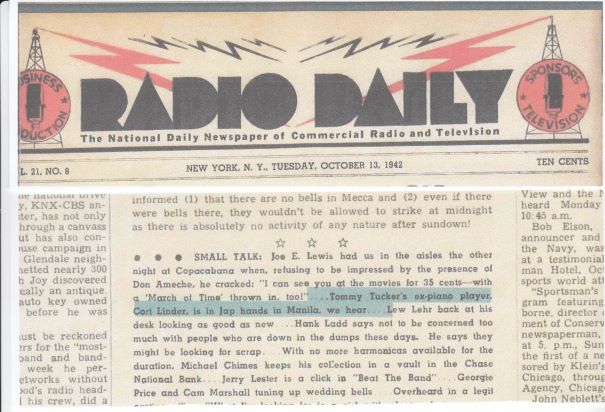 BUSINESS
PRODUCTION
RADIO DAILY
SPONSORS
TELEVISION
The National Daily Newspaper of Commercial Radio and Television
L. 21, NO. 8
NEW YORK, N. Y., TUESDAY, OCTOBER 13, 1942
TEN CENTS
y, KNX-CBS an-
ter, has not only
hrough a canvass
ut has also con-
use campaign in
Glendale neigh-
netted nearly 300
h Joy discovered
eally an antique.
auto key owned
before he was
ust be reckoned
rs for the "most-
band and band-
week he per-
etworks without
ood's radio head-
l his crew, did a
informed (1) that there are no bells in Mecca and (2) even if there
were bells there, they wouldn't be allowed to strike at midnight
as there is absolutely no activity of any nature after sundown!
☆ ☆ ☆
● ● ● SMALL TALK: Joe E. Lewis had us in the aisles the other
night at Copacabana when, refusing to be impressed by the presence of
Don Ameche, he cracked: "I can see you at the movies for 35 cents—with
a 'March of Time' thrown in, too!"....Tommy Tucker's ex-piano player,
Cort Linder, is in Jap hands in Manila, we hear....Lew Lehr back at his
desk looking as good as new....Hank Ladd says not to be concerned too
much with people who are down in the dumps these days. He says they
might be looking for scrap....With no more harmonicas available for the
duration, Michael Chimes keeps his collection in a vault in the Chase
National Bank....Jerry Lester is a click in "Beat The Band"....Georgie
Price and Cam Marshall tuning up wedding bells....Overheard in a legit
View and the
heard Monday
10:45 a.m.
Bob Elson,
announcer and
the Navy, was
at a testimonial
man Hotel, Oct
sports world att
"Sportsman's
gram featuring
borne, director
ment of Conserv
newspaperman,
at 5, p.m., Sun
the first of a ne
sored by Klein's
Chicago, throug
Agency, Chicag
John Neblett's